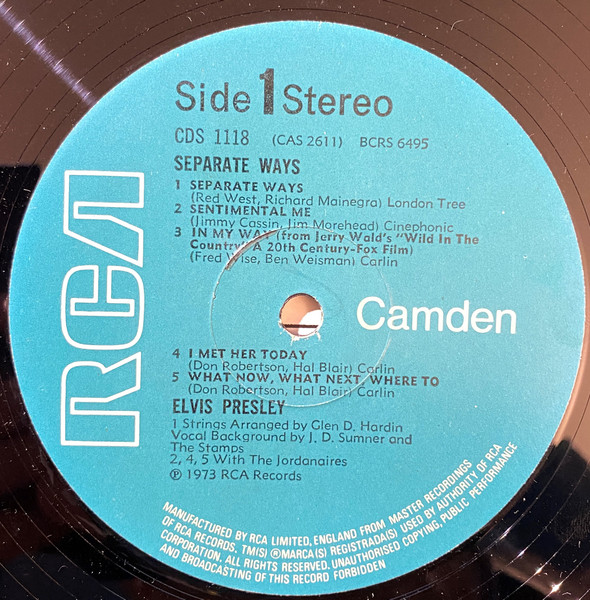 Side 1 Stereo
CDS 1118 (CAS 2611) BCRS 6495
SEPARATE WAYS
1 SEPARATE WAYS
(Red West, Richard Mainegra) London Tree
2 SENTIMENTAL ME
(Jimmy Cassin, Jim Morehead) Cinephonic
3 IN MY WAY (from Jerry Wald's "Wild In The
Country" A 20th Century-Fox Film)
(Fred Wise, Ben Weisman) Carlin
RCA
Camden
4 I MET HER TODAY
(Don Robertson, Hal Blair) Carlin
5 WHAT NOW, WHAT NEXT, WHERE TO
(Don Robertson, Hal Blair) Carlin
ELVIS PRESLEY
1 Strings Arranged by Glen D. Hardin
Vocal Background by J. D. Sumner and
The Stamps
2, 4, 5 With The Jordanaires
℗ 1973 RCA Records
MANUFACTURED BY RCA LIMITED, ENGLAND FROM MASTER RECORDINGS
OF RCA RECORDS, TM(S) ® MARCA(S) REGISTRADA(S) USED BY AUTHORITY OF RCA
CORPORATION. ALL RIGHTS RESERVED. UNAUTHORISED COPYING, PUBLIC PERFORMANCE
AND BROADCASTING OF THIS RECORD FORBIDDEN